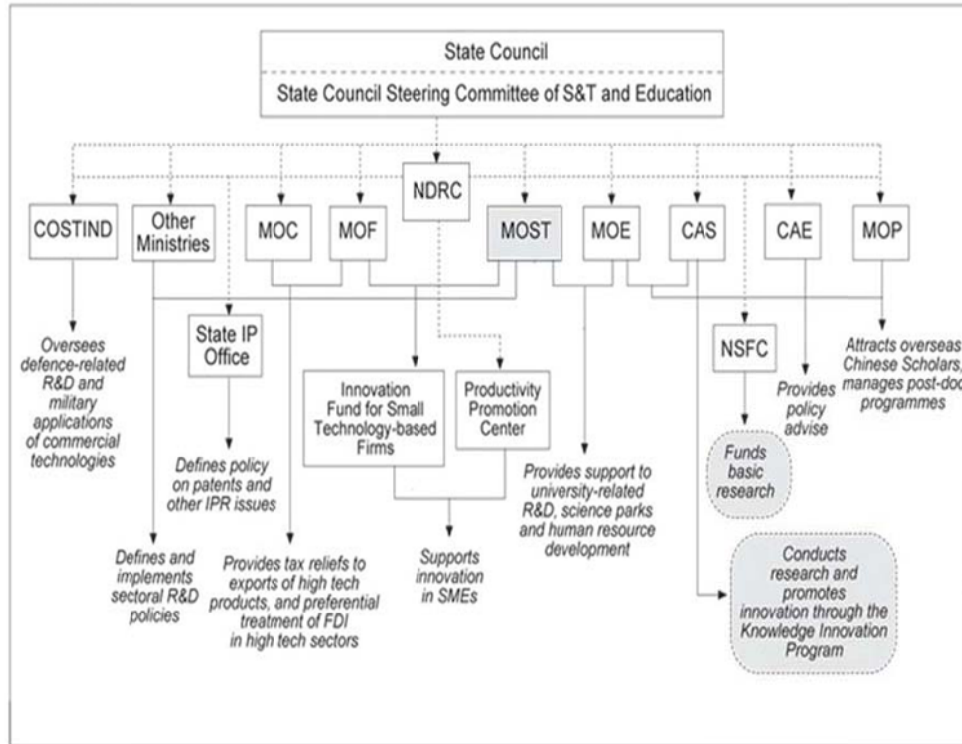 State Council
State Council Steering Committee of S&T and Education
NDRC
COSTIND
Other
Ministries
MOC
MOF
MOST
MOE
CAS
CAE
MOP
State IP
Office
NSFC
Oversees
defence-related
R&D and
military
applications
of commercial
technologies
Innovation
Fund for Small
Technology-based
Firms
Productivity
Promotion
Center
Attracts overseas
Chinese Scholars,
manages post-doc
programmes
Provides
policy
advise
Defines policy
on patents and
other IPR issues
Provides support to
university-related
R&D, science parks
and human resource
development
Funds
basic
research
Defines and
implements
sectoral R&D
policies
Provides tax reliefs to
exports of high tech
products, and preferential
treatment of FDI
in high tech sectors
Supports
innovation
in SMEs
Conducts
research and
promotes
innovation through the
Knowledge Innovation
Program